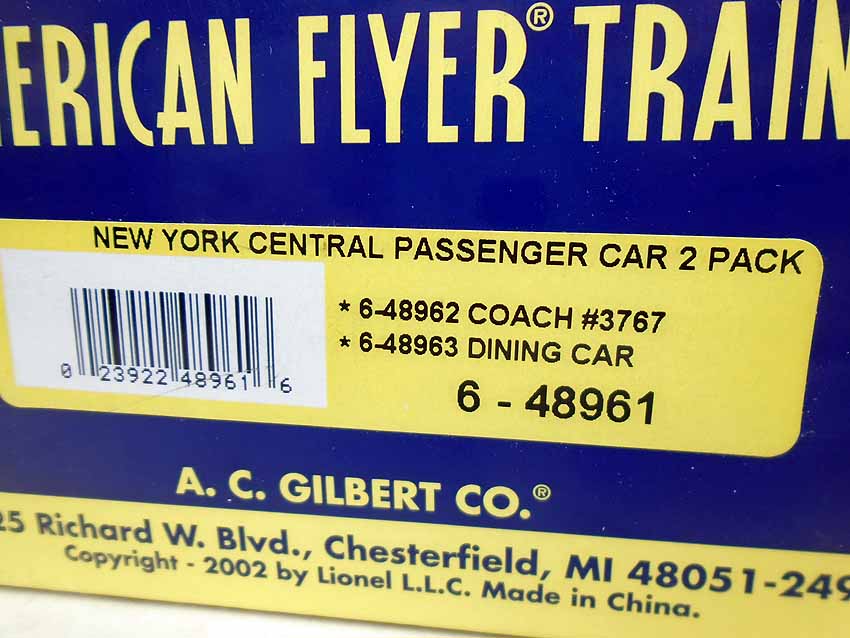 MERICAN FLYER® TRAIN
NEW YORK CENTRAL PASSENGER CAR 2 PACK
* 6-48962 COACH #3767
* 6-48963 DINING CAR
6 - 48961
0 23922 48961 6
A. C. GILBERT CO.®
25 Richard W. Blvd., Chesterfield, MI 48051-249
Copyright - 2002 by Lionel L.L.C. Made in China.